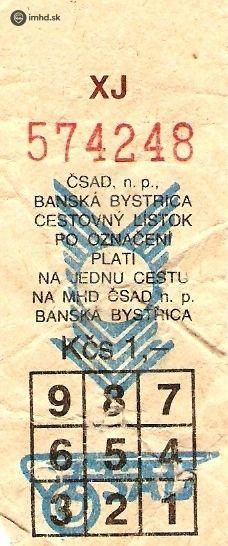 imhd.sk
XJ
574248
ČSAD, n. p.,
BANSKÁ BYSTRICA
CESTOVNÝ LÍSTOK
PO OZNAČENÍ
PLATÍ
NA JEDNU CESTU
NA MHD ČSAD n. p.
BANSKÁ BYSTRICA
Kčs 1,–
9 8 7
6 5 4
3 2 1